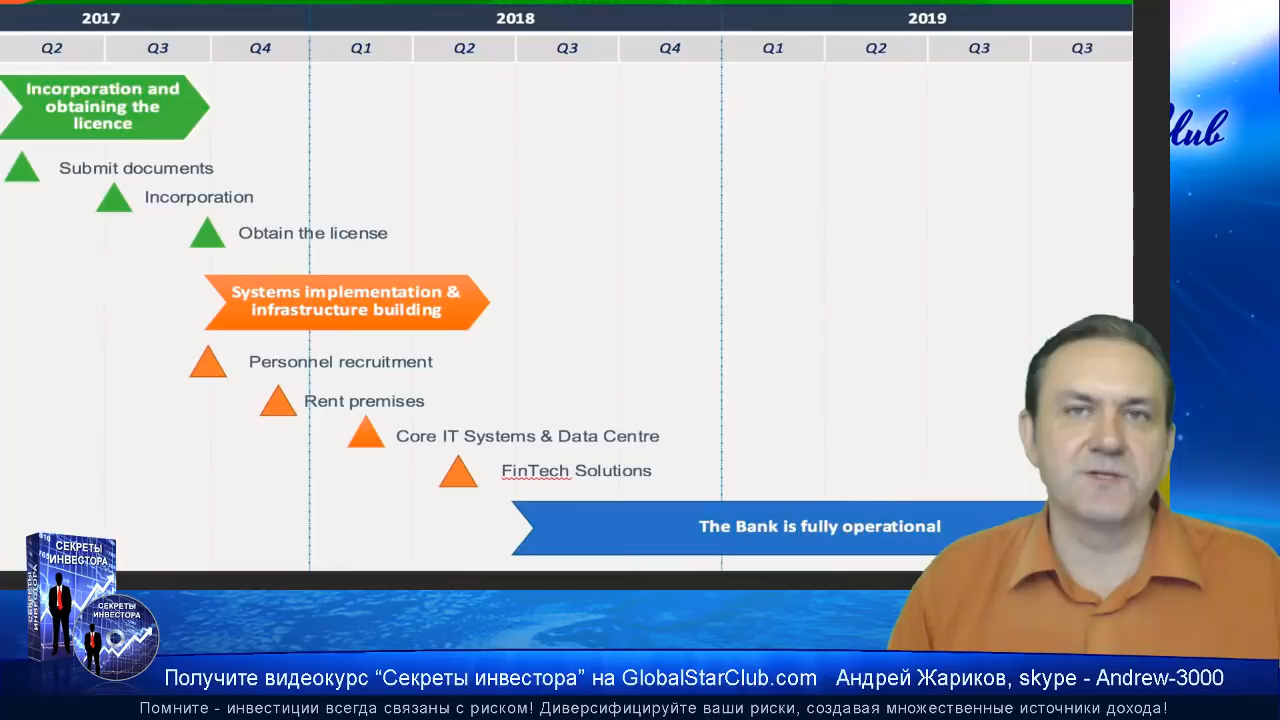 2017 2018 2019
Q2 Q3 Q4 Q1 Q2 Q3 Q4 Q1 Q2 Q3 Q3
Incorporation and
obtaining the
licence
Submit documents
Incorporation
Obtain the license
Systems implementation &
infrastructure building
Personnel recruitment
Rent premises
Core IT Systems & Data Centre
FinTech Solutions
The Bank is fully operational
СЕКРЕТЫ
ИНВЕСТОРА
СЕКРЕТЫ
ИНВЕСТОРА
СЕКРЕТЫ
ИНВЕСТОРА
Получите видеокурс “Секреты инвестора” на GlobalStarClub.com Андрей Жариков, skype - Andrew-3000
Помните - инвестиции всегда связаны с риском! Диверсифицируйте ваши риски, создавая множественные источники дохода!